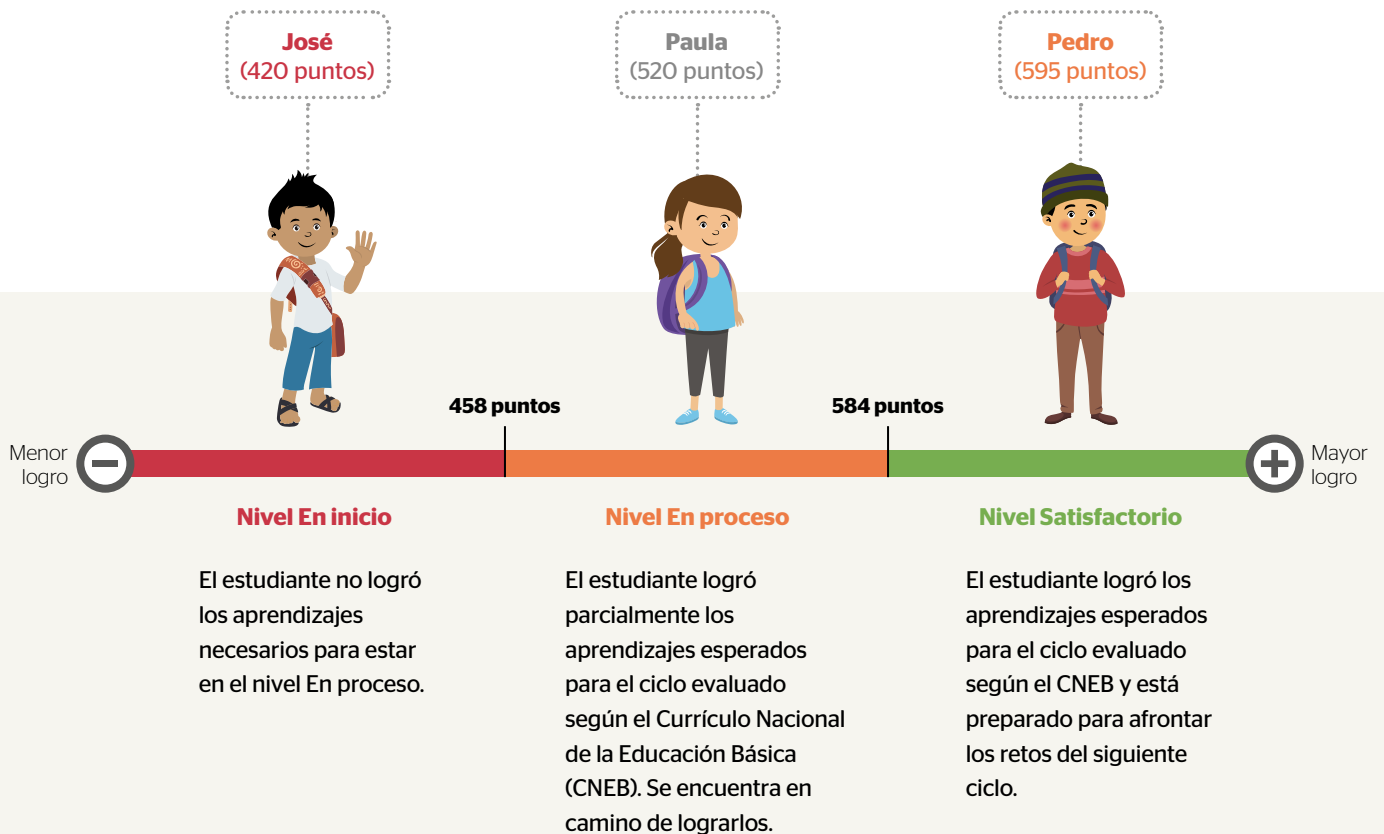 José
(420 puntos)
Paula
(520 puntos)
Pedro
(595 puntos)
458 puntos
584 puntos
Menor
logro
Mayor
logro
Nivel En inicio
El estudiante no logró
los aprendizajes
necesarios para estar
en el nivel En proceso.
Nivel En proceso
El estudiante logró
parcialmente los
aprendizajes esperados
para el ciclo evaluado
según el Currículo Nacional
de la Educación Básica
(CNEB). Se encuentra en
camino de lograrlos.
Nivel Satisfactorio
El estudiante logró los
aprendizajes esperados
para el ciclo evaluado
según el CNEB y está
preparado para afrontar
los retos del siguiente
ciclo.